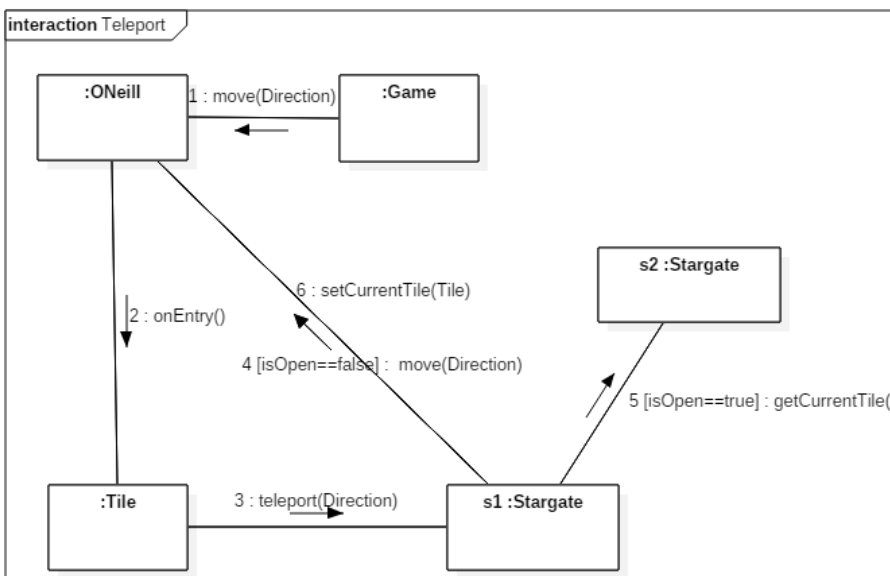 interaction Teleport
:ONeill
1 : move(Direction)
:Game
s2 :Stargate
6 : setCurrentTile(Tile)
2 : onEntry()
4 [isOpen==false] :  move(Direction)
5 [isOpen==true] : getCurrentTile(
:Tile
3 : teleport(Direction)
s1 :Stargate